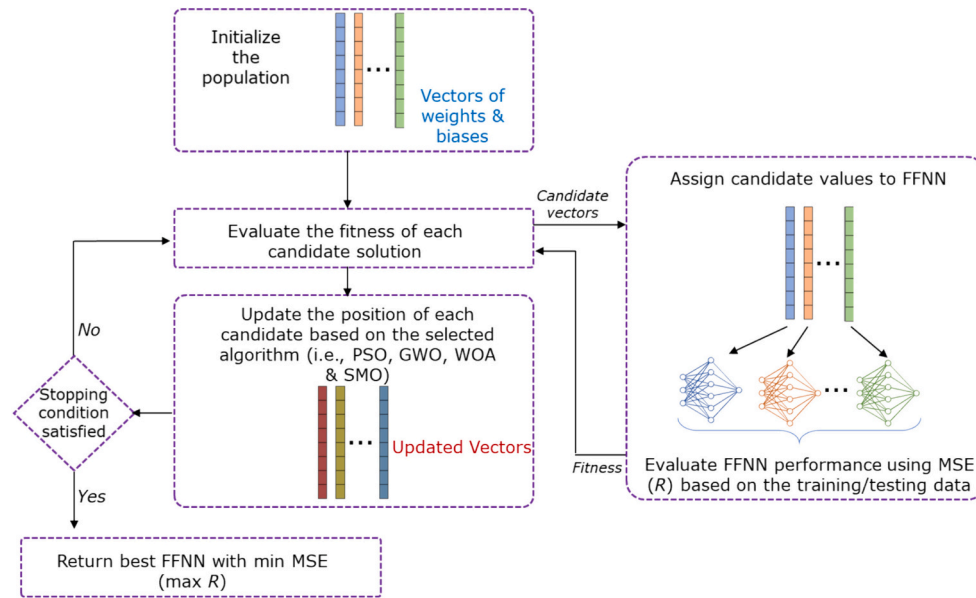 Initialize
the
population
Vectors of
weights &
biases
Candidate
vectors
Assign candidate values to FFNN
Evaluate the fitness of each
candidate solution
Update the position of each
candidate based on the selected
algorithm (i.e., PSO, GWO, WOA
& SMO)
Updated Vectors
No
Stopping
condition
satisfied
Yes
Fitness
Evaluate FFNN performance using MSE
(R) based on the training/testing data
Return best FFNN with min MSE
(max R)